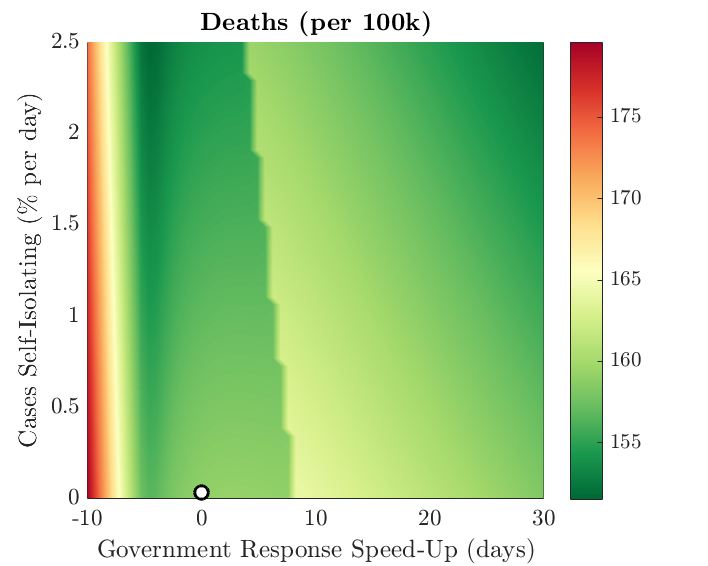 Deaths (per 100k)
Cases Self-Isolating (% per day)
2.5
2
1.5
1
0.5
0
-10 0 10 20 30
Government Response Speed-Up (days)
175
170
165
160
155